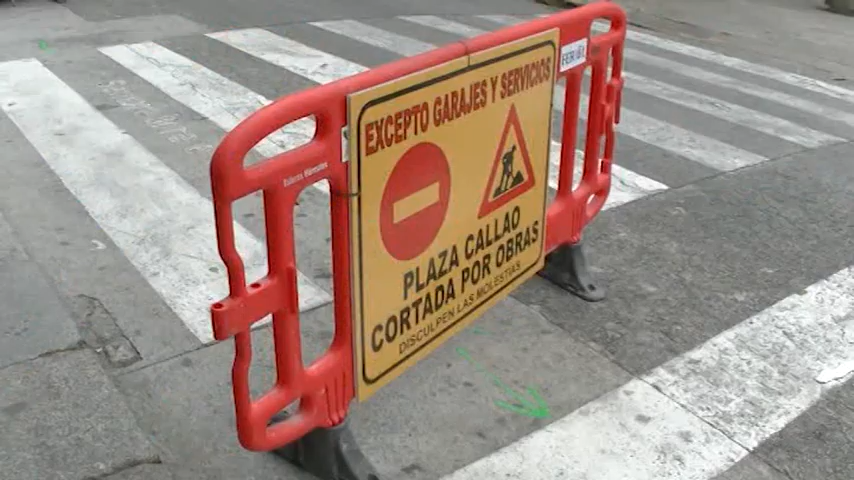 EXCEPTO GARAJES Y SERVICIOS
PLAZA CALLAO
CORTADA POR OBRAS
DISCULPEN LAS MOLESTIAS